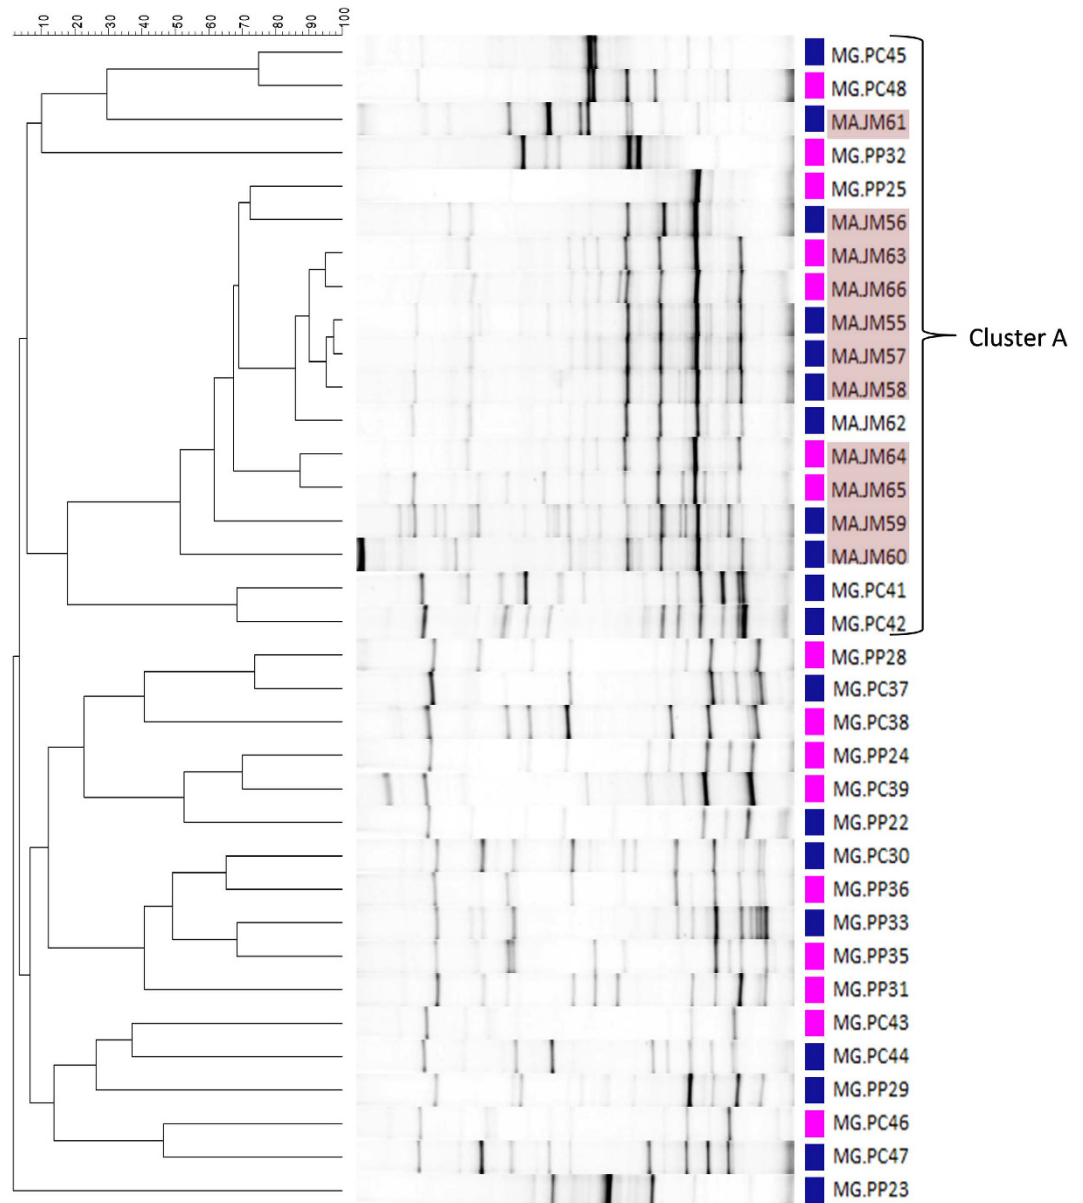 10 20 30 40 50 60 70 80 90 100
MG.PC45
MG.PC48
MAJM61
MG.PP32
MG.PP25
MAJM56
MAJM63
MAJM66
MAJM55
MAJM57
Cluster A
MAJM58
MAJM62
MAJM64
MAJM65
MAJM59
MAJM60
MG.PC41
MG.PC42
MG.PP28
MG.PC37
MG.PC38
MG.PP24
MG.PC39
MG.PP22
MG.PC30
MG.PP36
MG.PP33
MG.PP35
MG.PP31
MG.PC43
MG.PC44
MG.PP29
MG.PC46
MG.PC47
MG.PP23